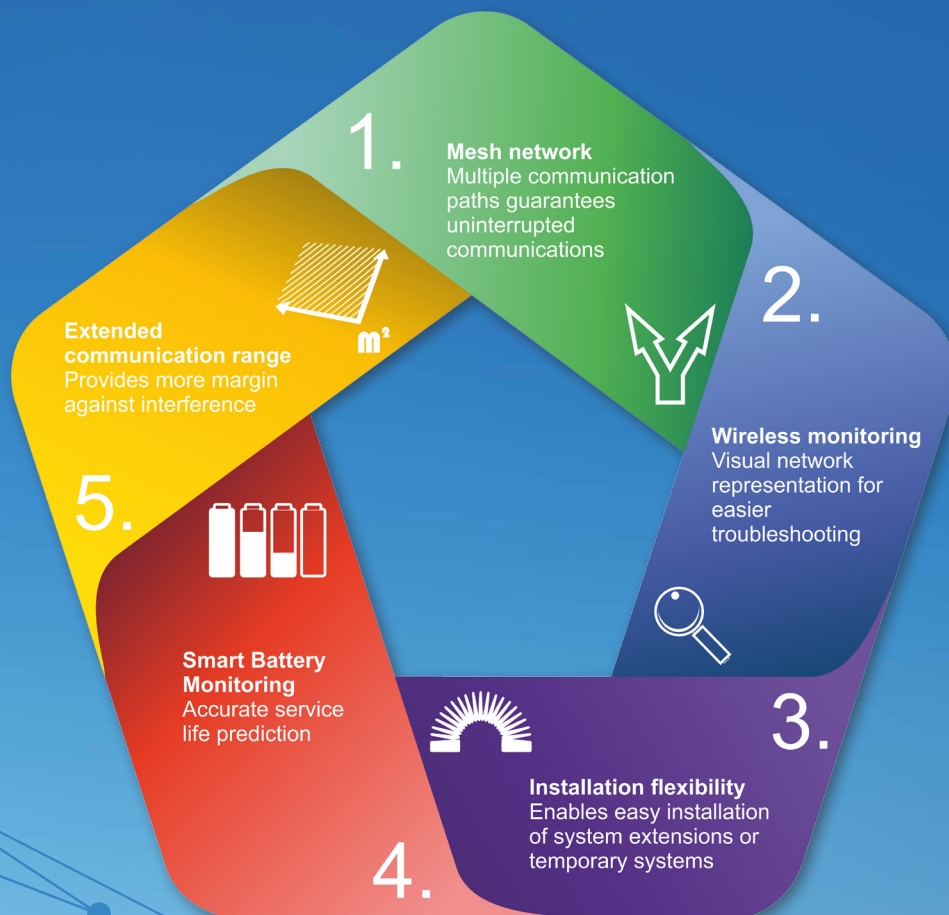 1.
Mesh network
Multiple communication
paths guarantees
uninterrupted
communications
2.
Wireless monitoring
Visual network
representation for
easier
troubleshooting
3.
Installation flexibility
Enables easy installation
of system extensions or
temporary systems
4.
Smart Battery
Monitoring
Accurate service
life prediction
5.
Extended
communication range
Provides more margin
against interference
m²